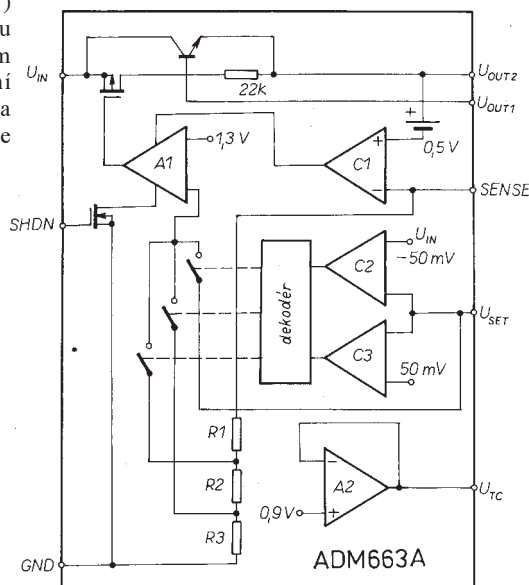 )
u
m
ní
a
e
U_IN
22k
U_OUT2
U_OUT1
+
0,5 V
A1
1,3 V
C1
+
−
SENSE
SHDN
U_IN
−50 mV
C2
dekodér
U_SET
C3
50 mV
R1
R2
R3
−
A2
+
0,9 V
U_TC
GND
ADM663A